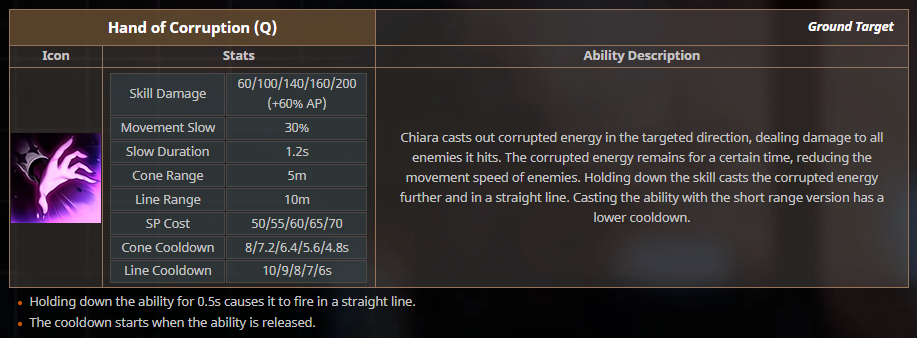 Hand of Corruption (Q)
Ground Target
Icon
Stats
Ability Description
Skill Damage
60/100/140/160/200
(+60% AP)
Movement Slow
30%
Slow Duration
1.2s
Cone Range
5m
Line Range
10m
SP Cost
50/55/60/65/70
Cone Cooldown
8/7.2/6.4/5.6/4.8s
Line Cooldown
10/9/8/7/6s
Chiara casts out corrupted energy in the targeted direction, dealing damage to all
enemies it hits. The corrupted energy remains for a certain time, reducing the
movement speed of enemies. Holding down the skill casts the corrupted energy
further and in a straight line. Casting the ability with the short range version has a
lower cooldown.
• Holding down the ability for 0.5s causes it to fire in a straight line.
• The cooldown starts when the ability is released.